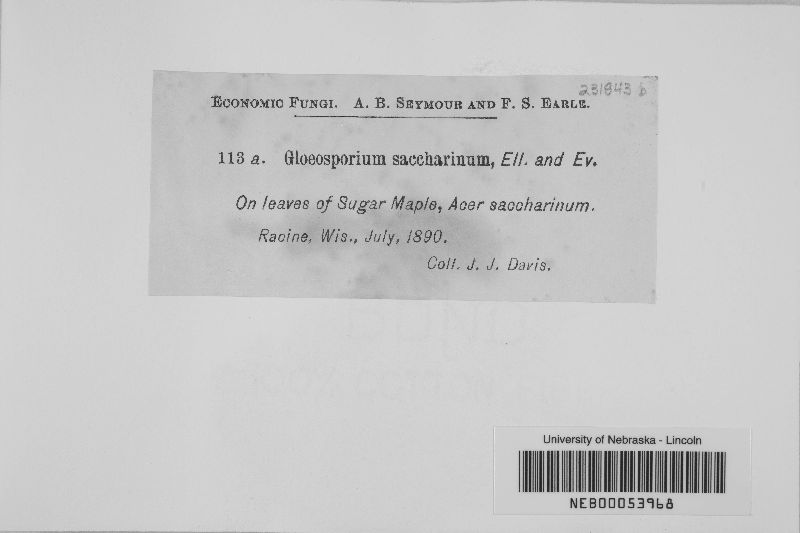 231843 b
ECONOMIC FUNGI. A. B. SEYMOUR AND F. S. EARLE.
113 a. Gloeosporium saccharinum, Ell. and Ev.
On leaves of Sugar Maple, Acer saccharinum.
Racine, Wis., July, 1890.
Coll. J. J. Davis.
University of Nebraska - Lincoln
NEB00053968